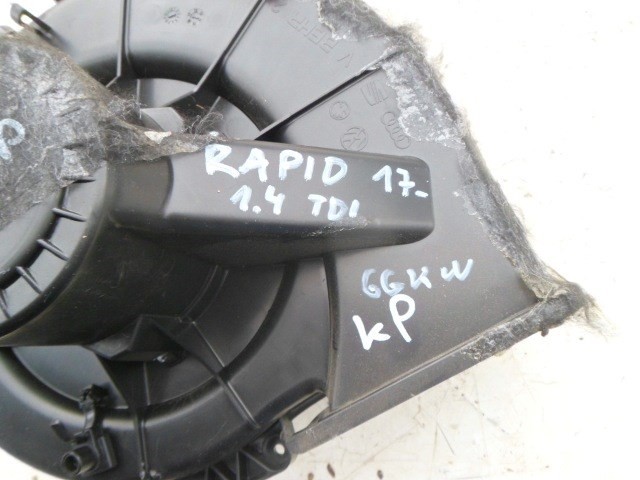 RAPID 17-
1.4 TDI
66KW
KP
P